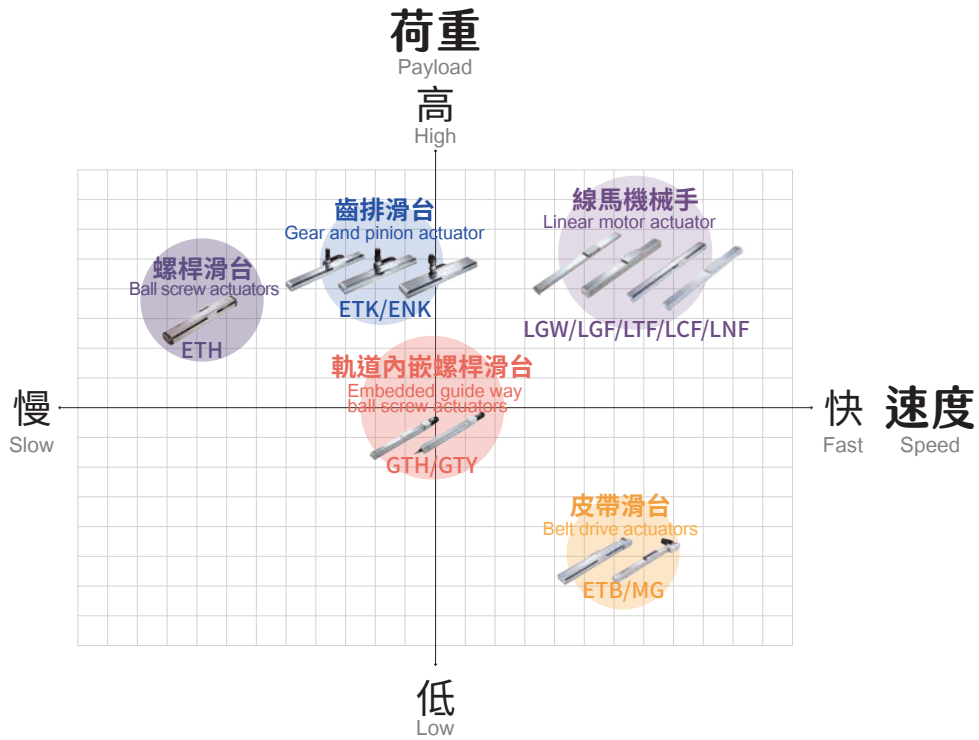 荷重
Payload
高
High
齒排滑台
Gear and pinion actuator
ETK/ENK
線馬機械手
Linear motor actuator
LGW/LGF/LTF/LCF/LNF
螺桿滑台
Ball screw actuators
ETH
軌道內嵌螺桿滑台
Embedded guide way
ball screw actuators
GTH/GTY
慢
Slow
快
Fast
速度
Speed
皮帶滑台
Belt drive actuators
ETB/MG
低
Low